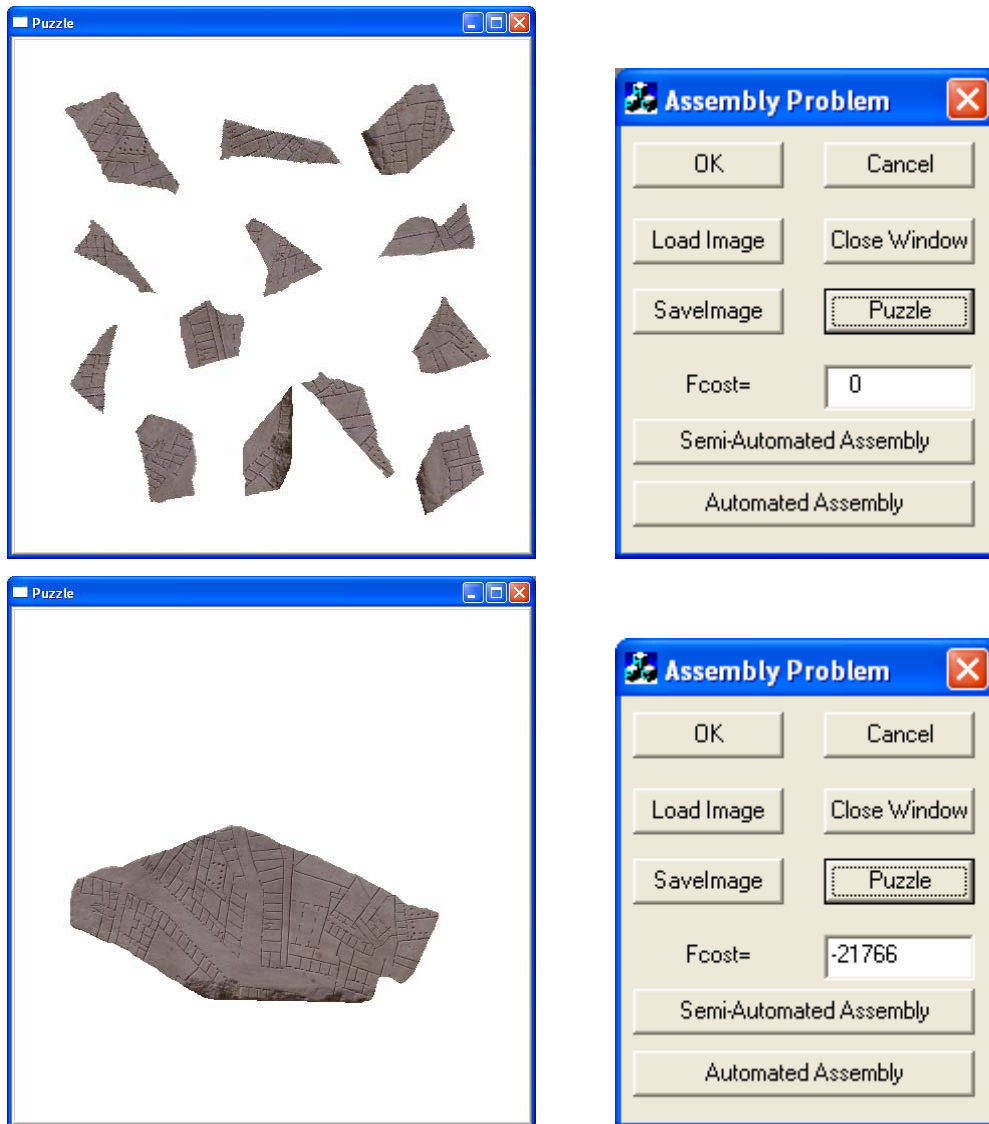 Puzzle
Assembly Problem
OK Cancel
Load Image Close Window
SaveImage Puzzle
Fcost= 0
Semi-Automated Assembly
Automated Assembly
Puzzle
Assembly Problem
OK Cancel
Load Image Close Window
SaveImage Puzzle
Fcost= -21766
Semi-Automated Assembly
Automated Assembly